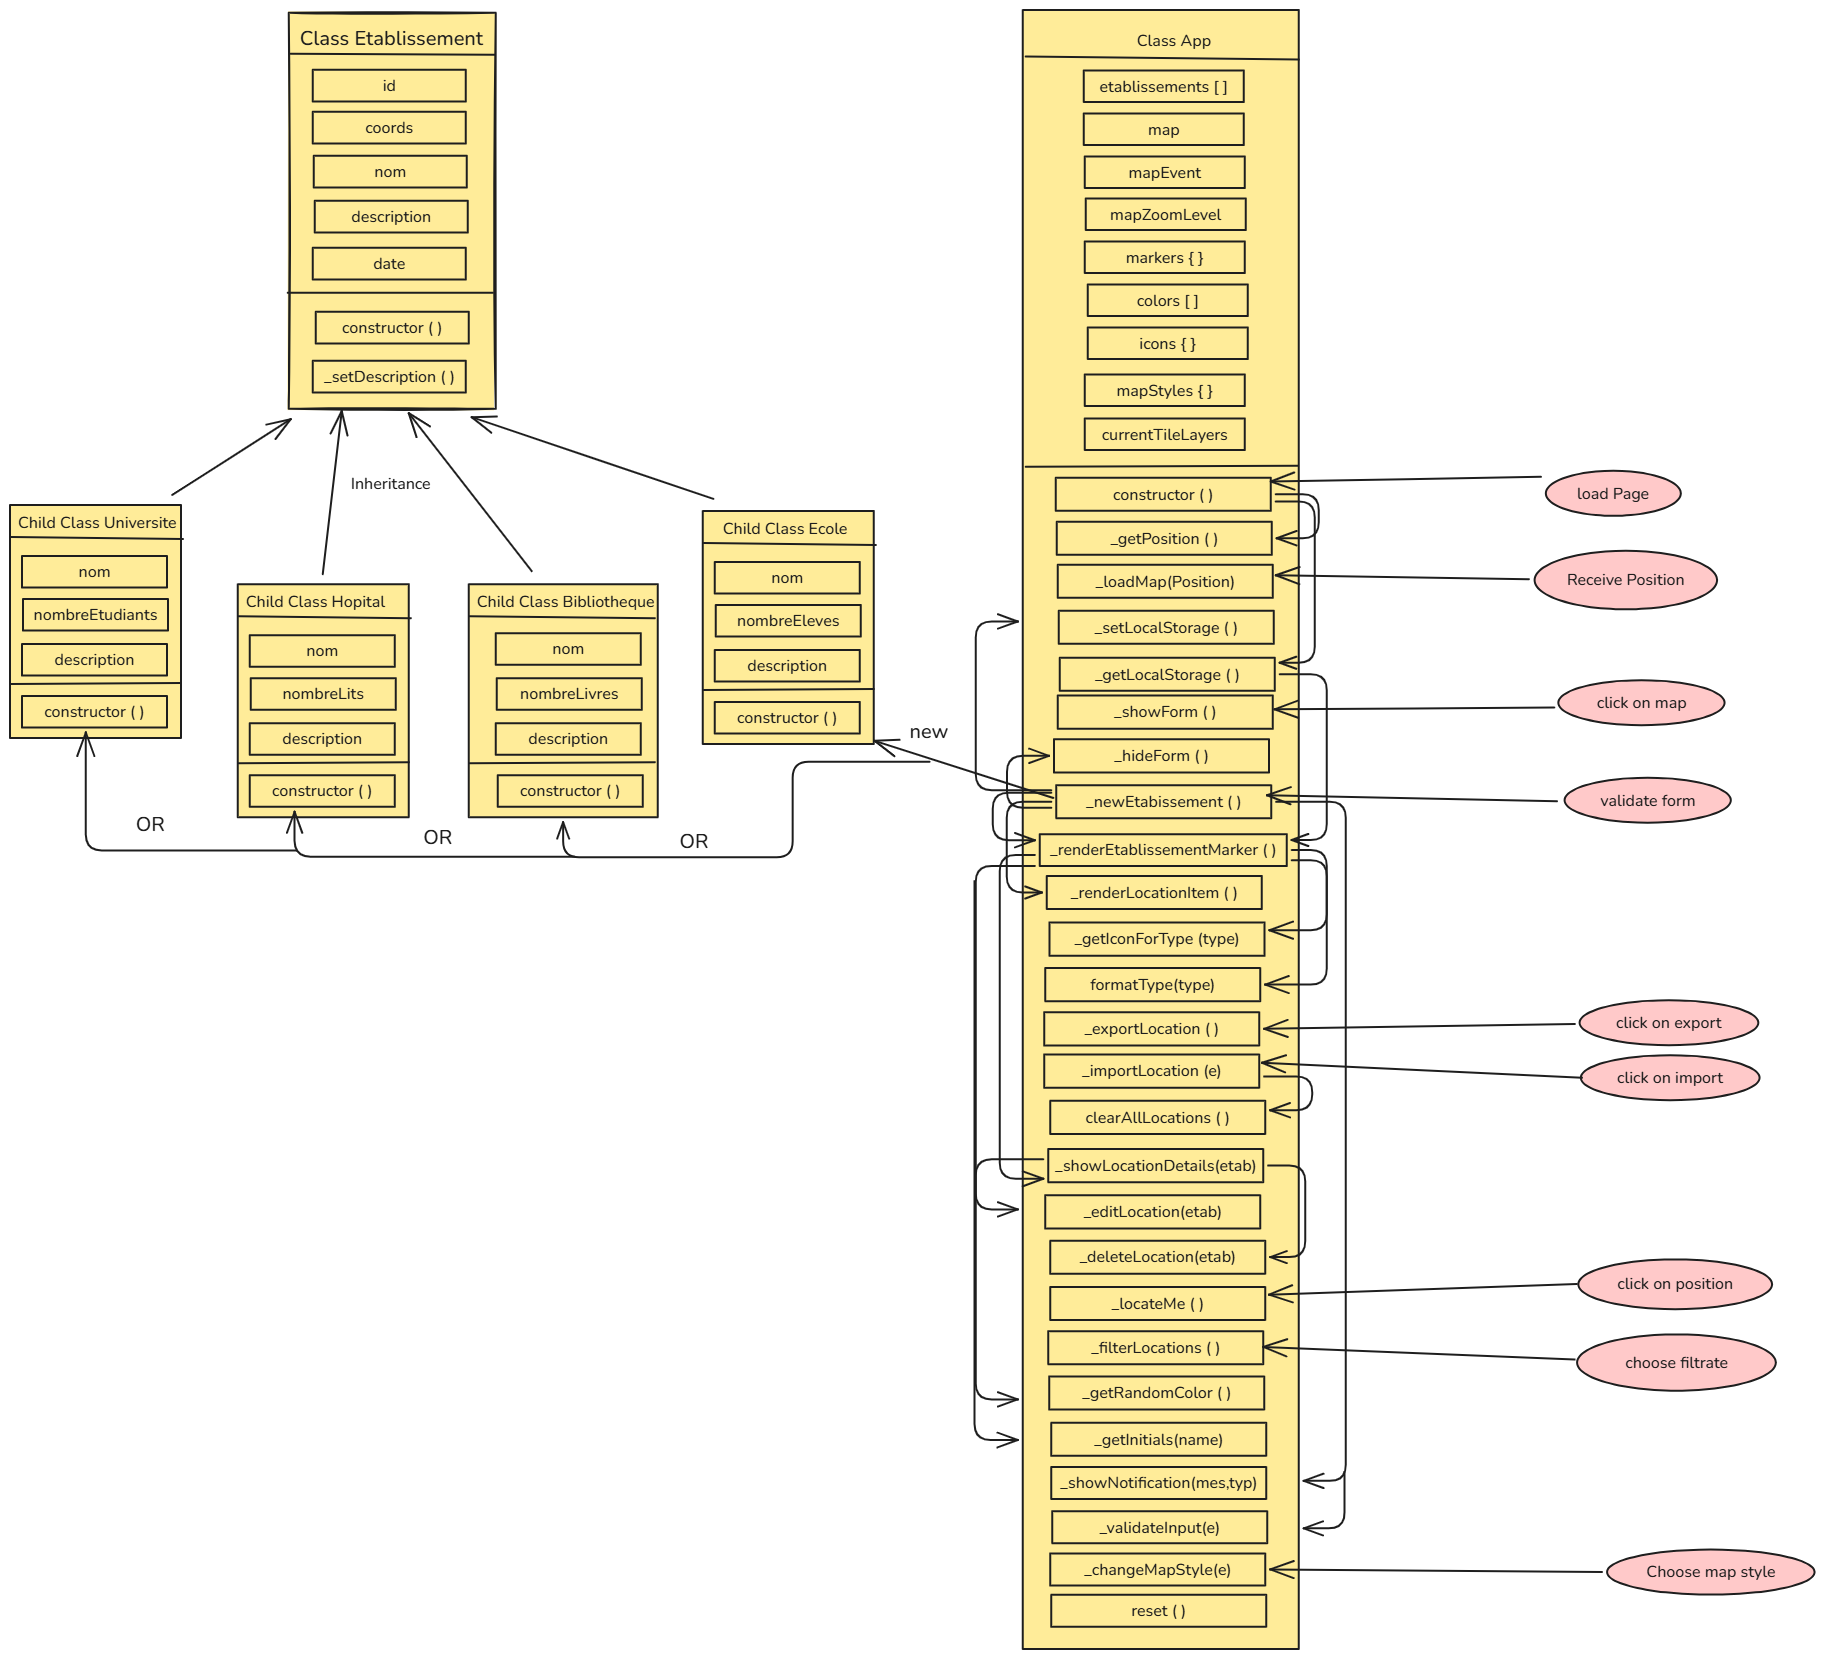 Class Etablissement
id
coords
nom
description
date
constructor ( )
_setDescription ( )
Inheritance
Child Class Universite
nom
nombreEtudiants
description
constructor ( )
Child Class Hopital
nom
nombreLits
description
constructor ( )
Child Class Bibliotheque
nom
nombreLivres
description
constructor ( )
Child Class Ecole
nom
nombreEleves
description
constructor ( )
new
OR
OR
OR
Class App
etablissements [ ]
map
mapEvent
mapZoomLevel
markers { }
colors [ ]
icons { }
mapStyles { }
currentTileLayers
constructor ( )
_getPosition ( )
_loadMap(Position)
_setLocalStorage ( )
_getLocalStorage ( )
_showForm ( )
_hideForm ( )
_newEtabissement ( )
_renderEtablissementMarker ( )
_renderLocationItem ( )
_getIconForType (type)
formatType(type)
_exportLocation ( )
_importLocation (e)
clearAllLocations ( )
_showLocationDetails(etab)
_editLocation(etab)
_deleteLocation(etab)
_locateMe ( )
_filterLocations ( )
_getRandomColor ( )
_getInitials(name)
_showNotification(mes,typ)
_validateInput(e)
_changeMapStyle(e)
reset ( )
load Page
Receive Position
click on map
validate form
click on export
click on import
click on position
choose filtrate
Choose map style